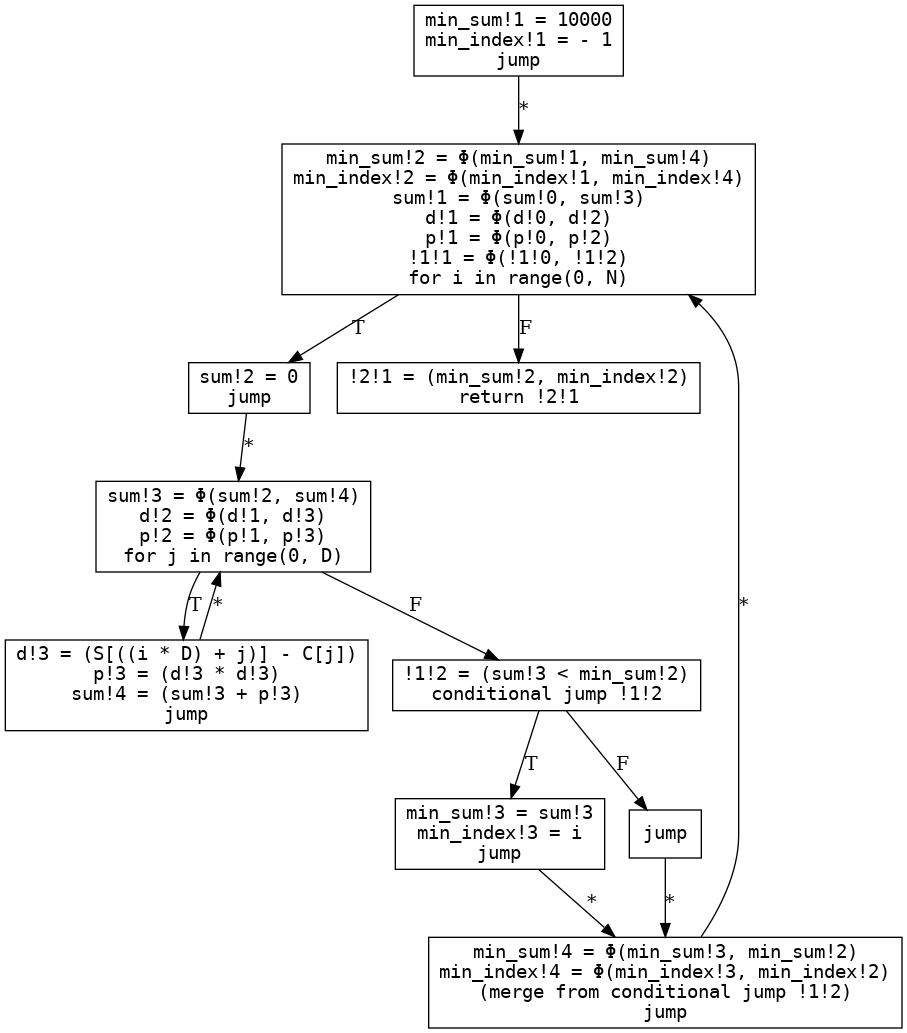 min_sum!1 = 10000
min_index!1 = - 1
jump
*
min_sum!2 = Φ(min_sum!1, min_sum!4)
min_index!2 = Φ(min_index!1, min_index!4)
sum!1 = Φ(sum!0, sum!3)
d!1 = Φ(d!0, d!2)
p!1 = Φ(p!0, p!2)
!1!1 = Φ(!1!0, !1!2)
for i in range(0, N)
T
F
sum!2 = 0
jump
!2!1 = (min_sum!2, min_index!2)
return !2!1
*
sum!3 = Φ(sum!2, sum!4)
d!2 = Φ(d!1, d!3)
p!2 = Φ(p!1, p!3)
for j in range(0, D)
T
*
F
*
d!3 = (S[((i * D) + j)] - C[j])
p!3 = (d!3 * d!3)
sum!4 = (sum!3 + p!3)
jump
!1!2 = (sum!3 < min_sum!2)
conditional jump !1!2
T
F
min_sum!3 = sum!3
min_index!3 = i
jump
jump
*
*
min_sum!4 = Φ(min_sum!3, min_sum!2)
min_index!4 = Φ(min_index!3, min_index!2)
(merge from conditional jump !1!2)
jump